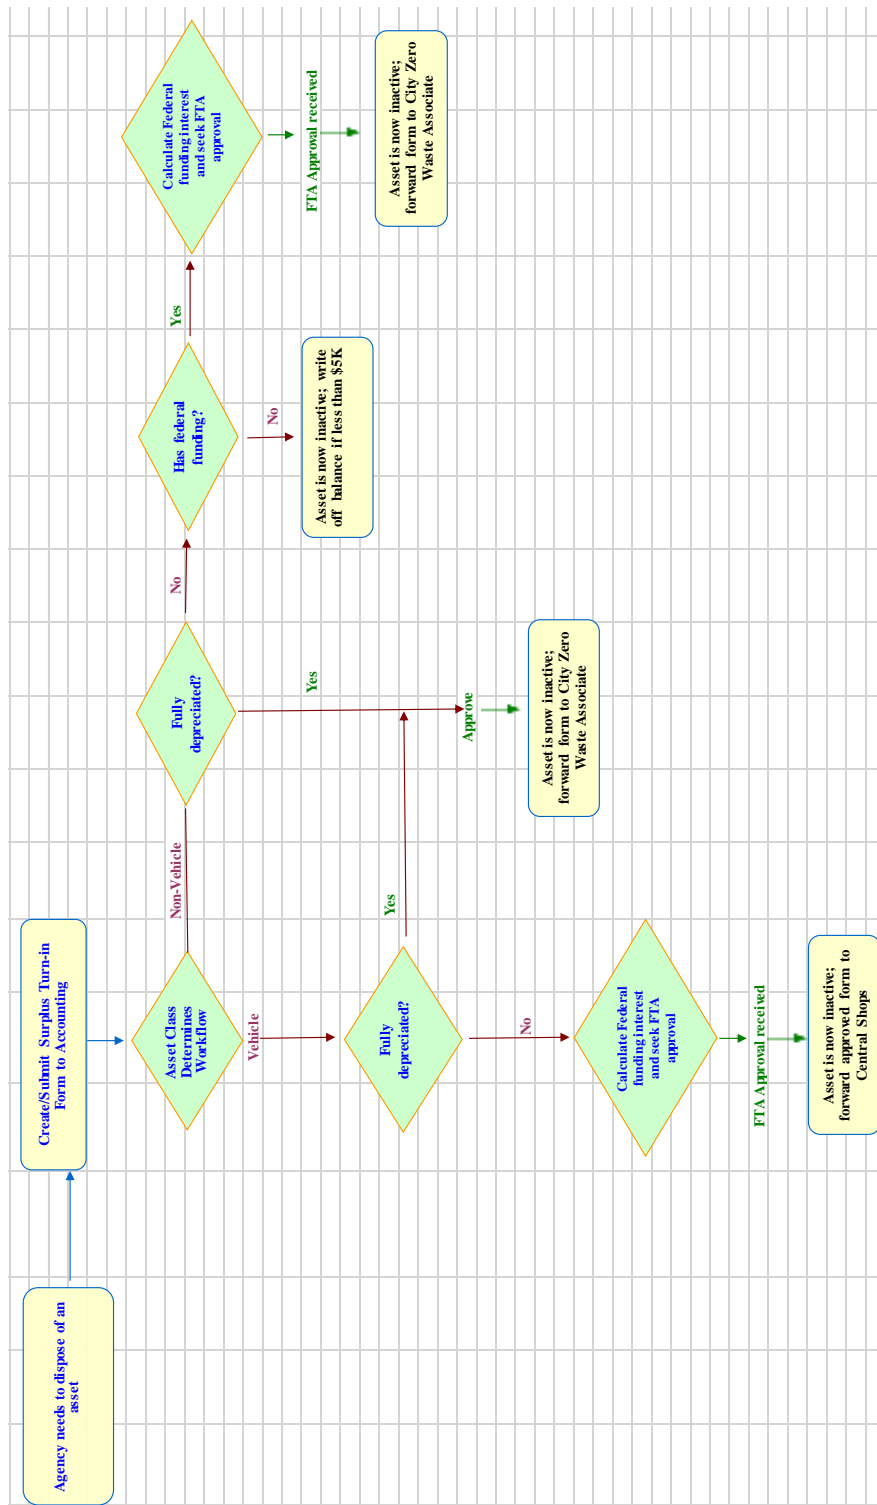 Agency needs to dispose of an
asset
Create/Submit Surplus Turn-in
Form to Accounting
Asset Class
Determines
Workflow
Non-Vehicle
Fully
depreciated?
No
Has federal
funding?
Yes
Calculate Federal
funding interest
and seek FTA
approval
FTA Approval received
Asset is now inactive;
forward form to City Zero
Waste Associate
No
Asset is now inactive; write
off balance if less than $5K
Yes
Vehicle
Fully
depreciated?
Yes
Approve
Asset is now inactive;
forward form to City Zero
Waste Associate
No
Calculate Federal
funding interest
and seek FTA
approval
FTA Approval received
Asset is now inactive;
forward approved form to
Central Shops